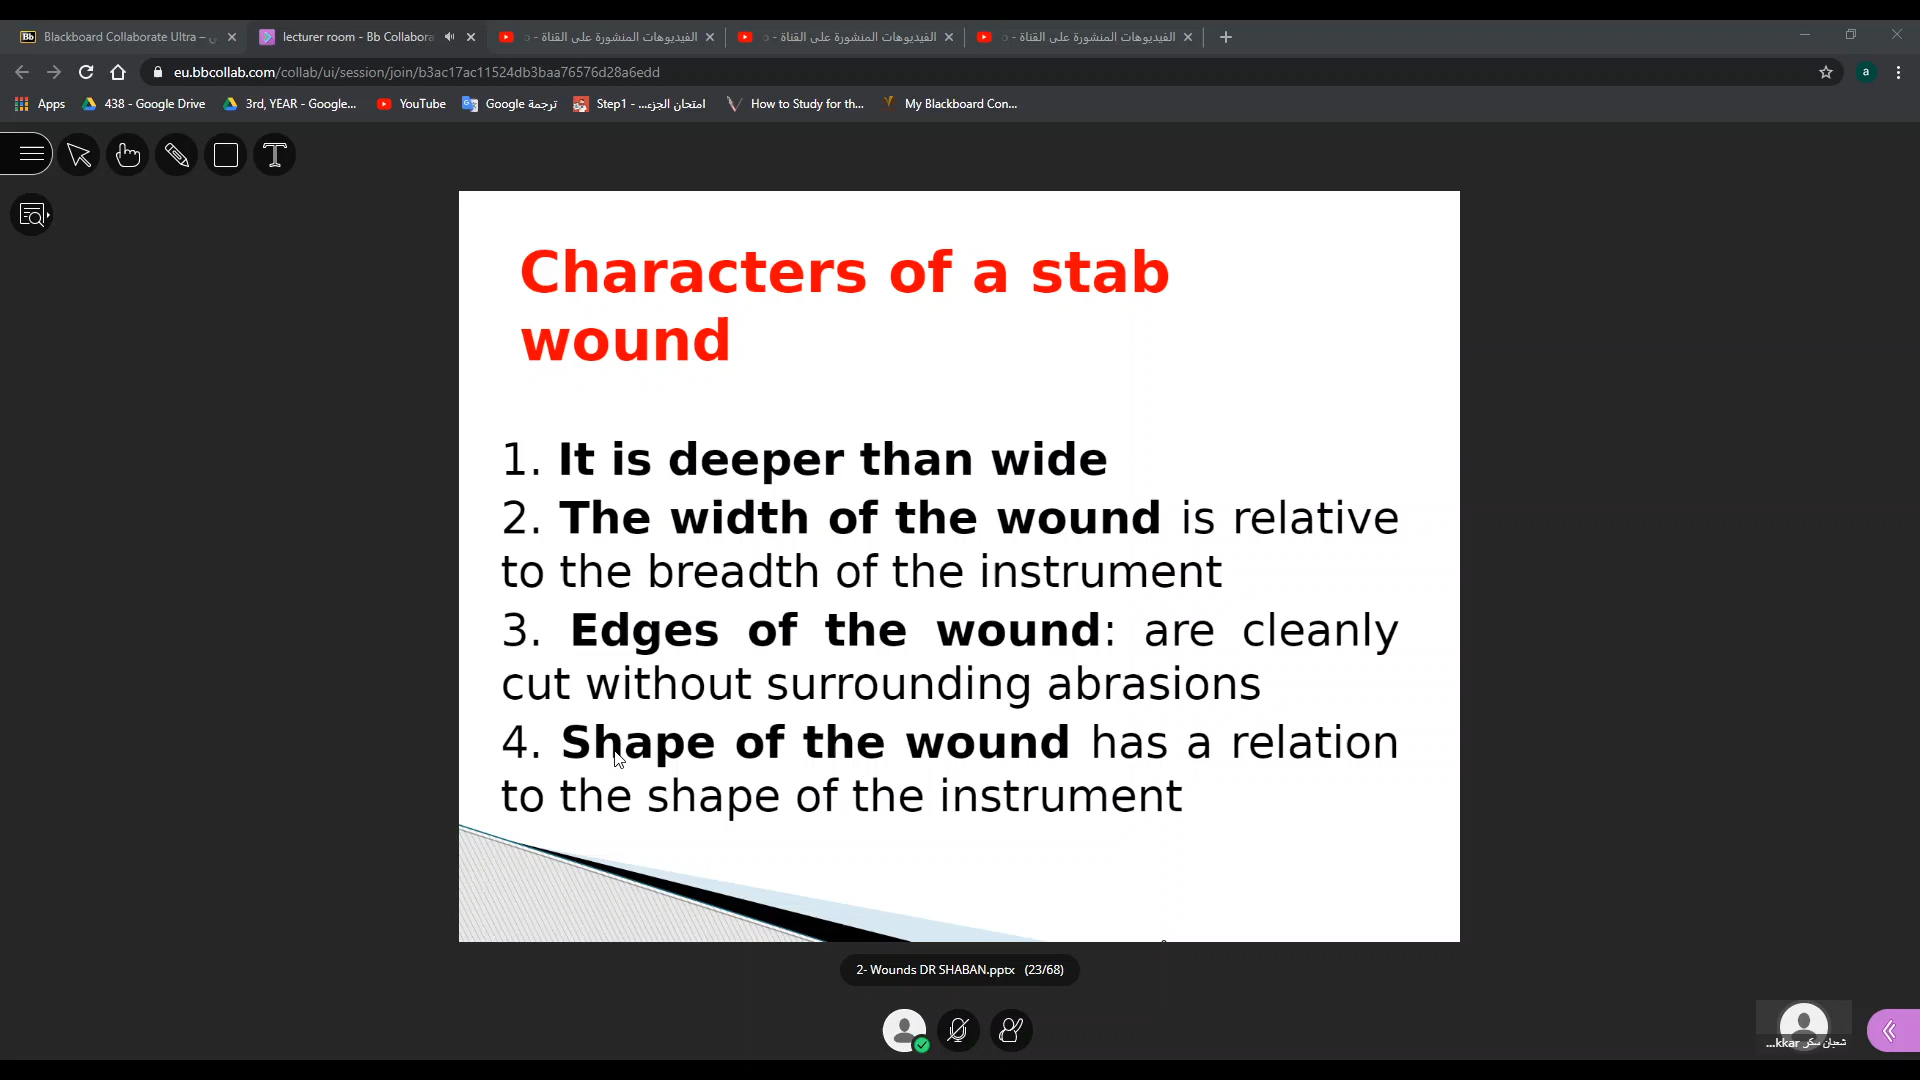 Blackboard Collaborate Ultra –
lecturer room - Bb Collabora
الفيديوهات المنشورة على القناة -
الفيديوهات المنشورة على القناة -
الفيديوهات المنشورة على القناة -
eu.bbcollab.com/collab/ui/session/join/b3ac17ac11524db3baa76576d28a6edd
a
Apps
438 - Google Drive
3rd, YEAR - Google...
YouTube
ترجمة Google
امتحان الجزء... - Step1
How to Study for th...
My Blackboard Con...
T
Characters of a stab
wound
1. It is deeper than wide
2. The width of the wound is relative
to the breadth of the instrument
3. Edges of the wound: are cleanly
cut without surrounding abrasions
4. Shape of the wound has a relation
to the shape of the instrument
2- Wounds DR SHABAN.pptx (23/68)
شعبان سكر kkar...